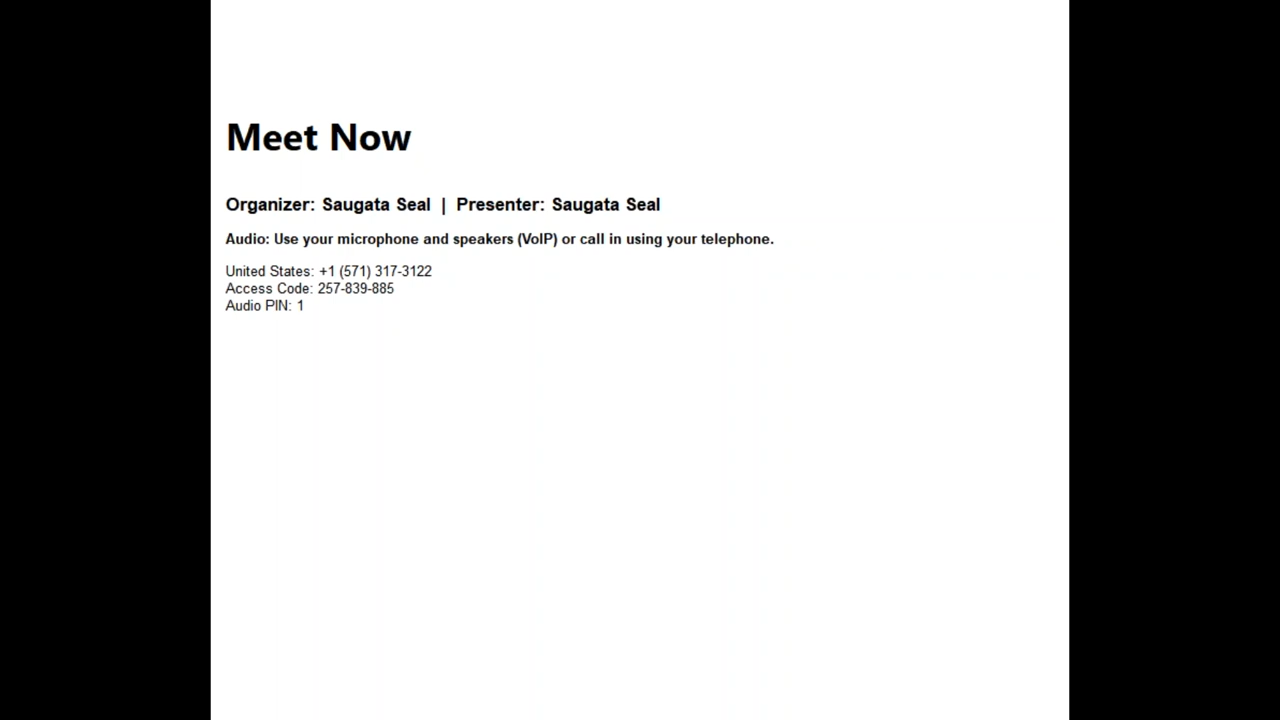 Meet Now
Organizer: Saugata Seal | Presenter: Saugata Seal
Audio: Use your microphone and speakers (VoIP) or call in using your telephone.
United States: +1 (571) 317-3122
Access Code: 257-839-885
Audio PIN: 1